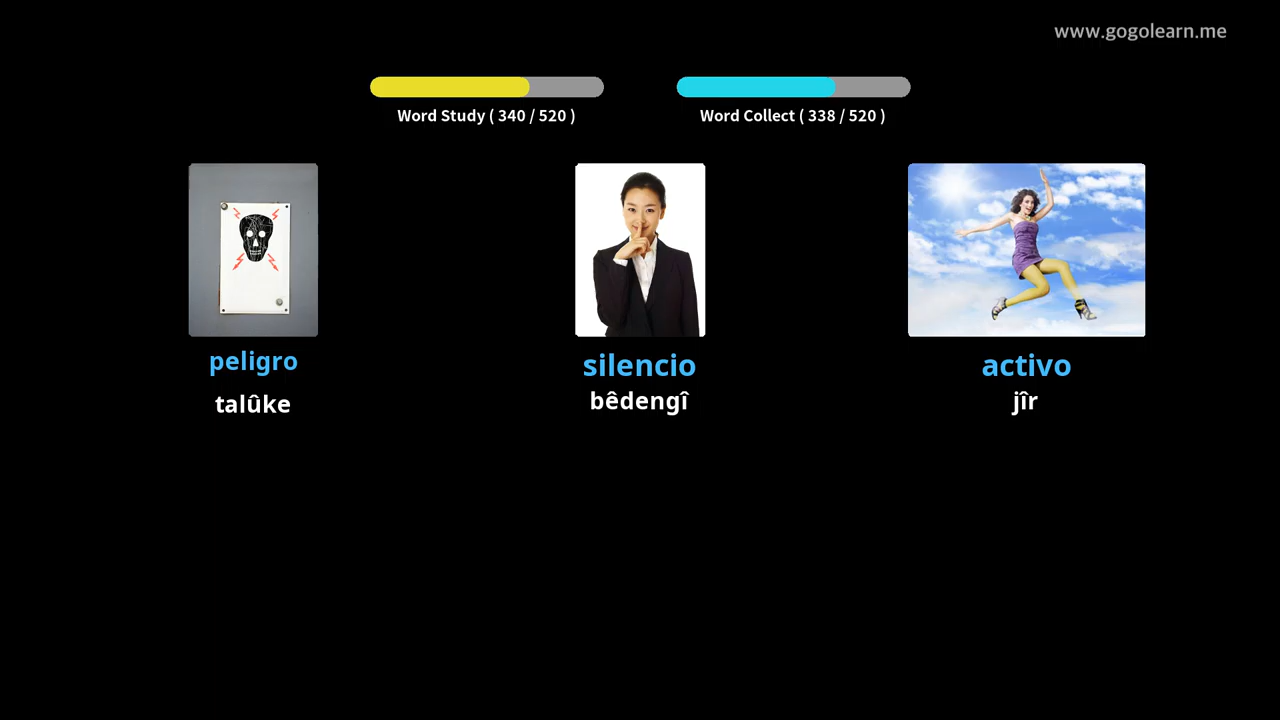 www.gogolearn.me
Word Study ( 340 / 520 )
Word Collect ( 338 / 520 )
peligro
silencio
activo
talûke
bêdengî
jîr